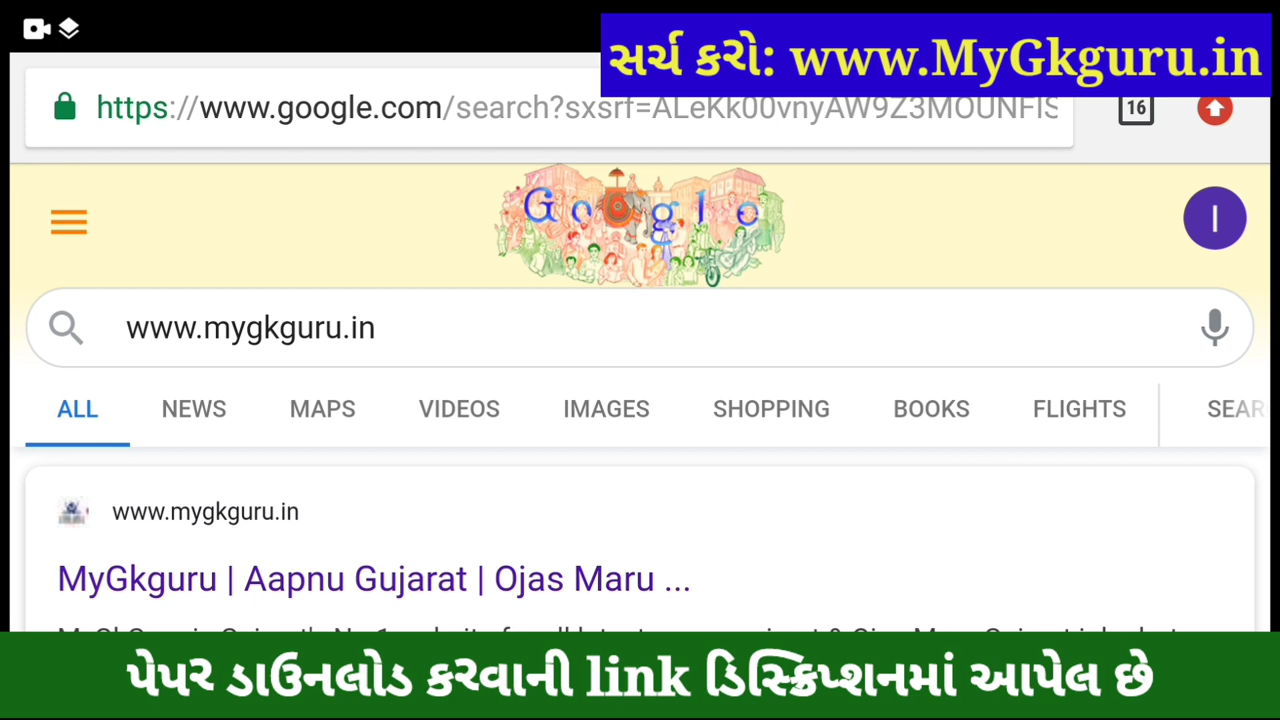 સર્ચ કરો: www.MyGkguru.in
https://www.google.com/search?sxsrf=ALeKk00vnyAW9Z3MOUNFIS
16
Google
I
www.mygkguru.in
ALL NEWS MAPS VIDEOS IMAGES SHOPPING BOOKS FLIGHTS SEAR
www.mygkguru.in
MyGkguru | Aapnu Gujarat | Ojas Maru ...
પેપર ડાઉનલોડ કરવાની link ડિસ્ક્રિપ્શનમાં આપેલ છે